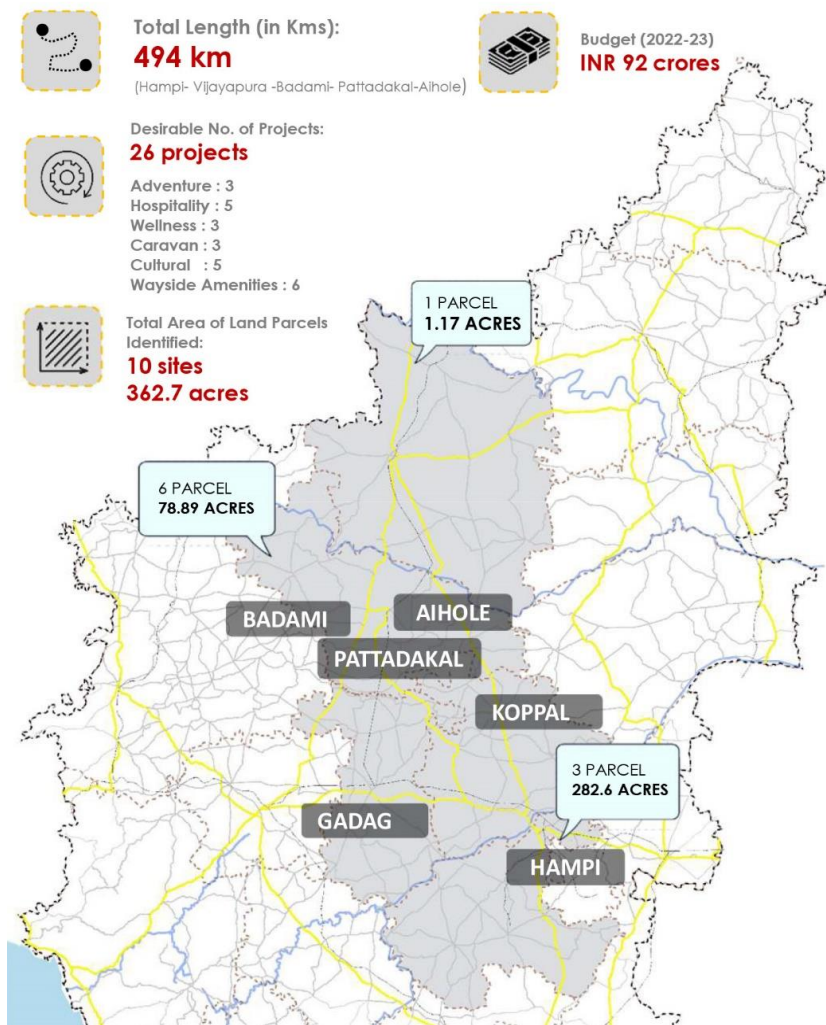 Total Length (in Kms):
494 km
(Hampi- Vijayapura -Badami- Pattadakal-Aihole)
Budget (2022-23)
INR 92 crores
Desirable No. of Projects:
26 projects
Adventure : 3
Hospitality : 5
Wellness : 3
Caravan : 3
Cultural : 5
Wayside Amenities : 6
Total Area of Land Parcels
Identified:
10 sites
362.7 acres
1 PARCEL
1.17 ACRES
6 PARCEL
78.89 ACRES
BADAMI
AIHOLE
PATTADAKAL
KOPPAL
3 PARCEL
282.6 ACRES
GADAG
HAMPI